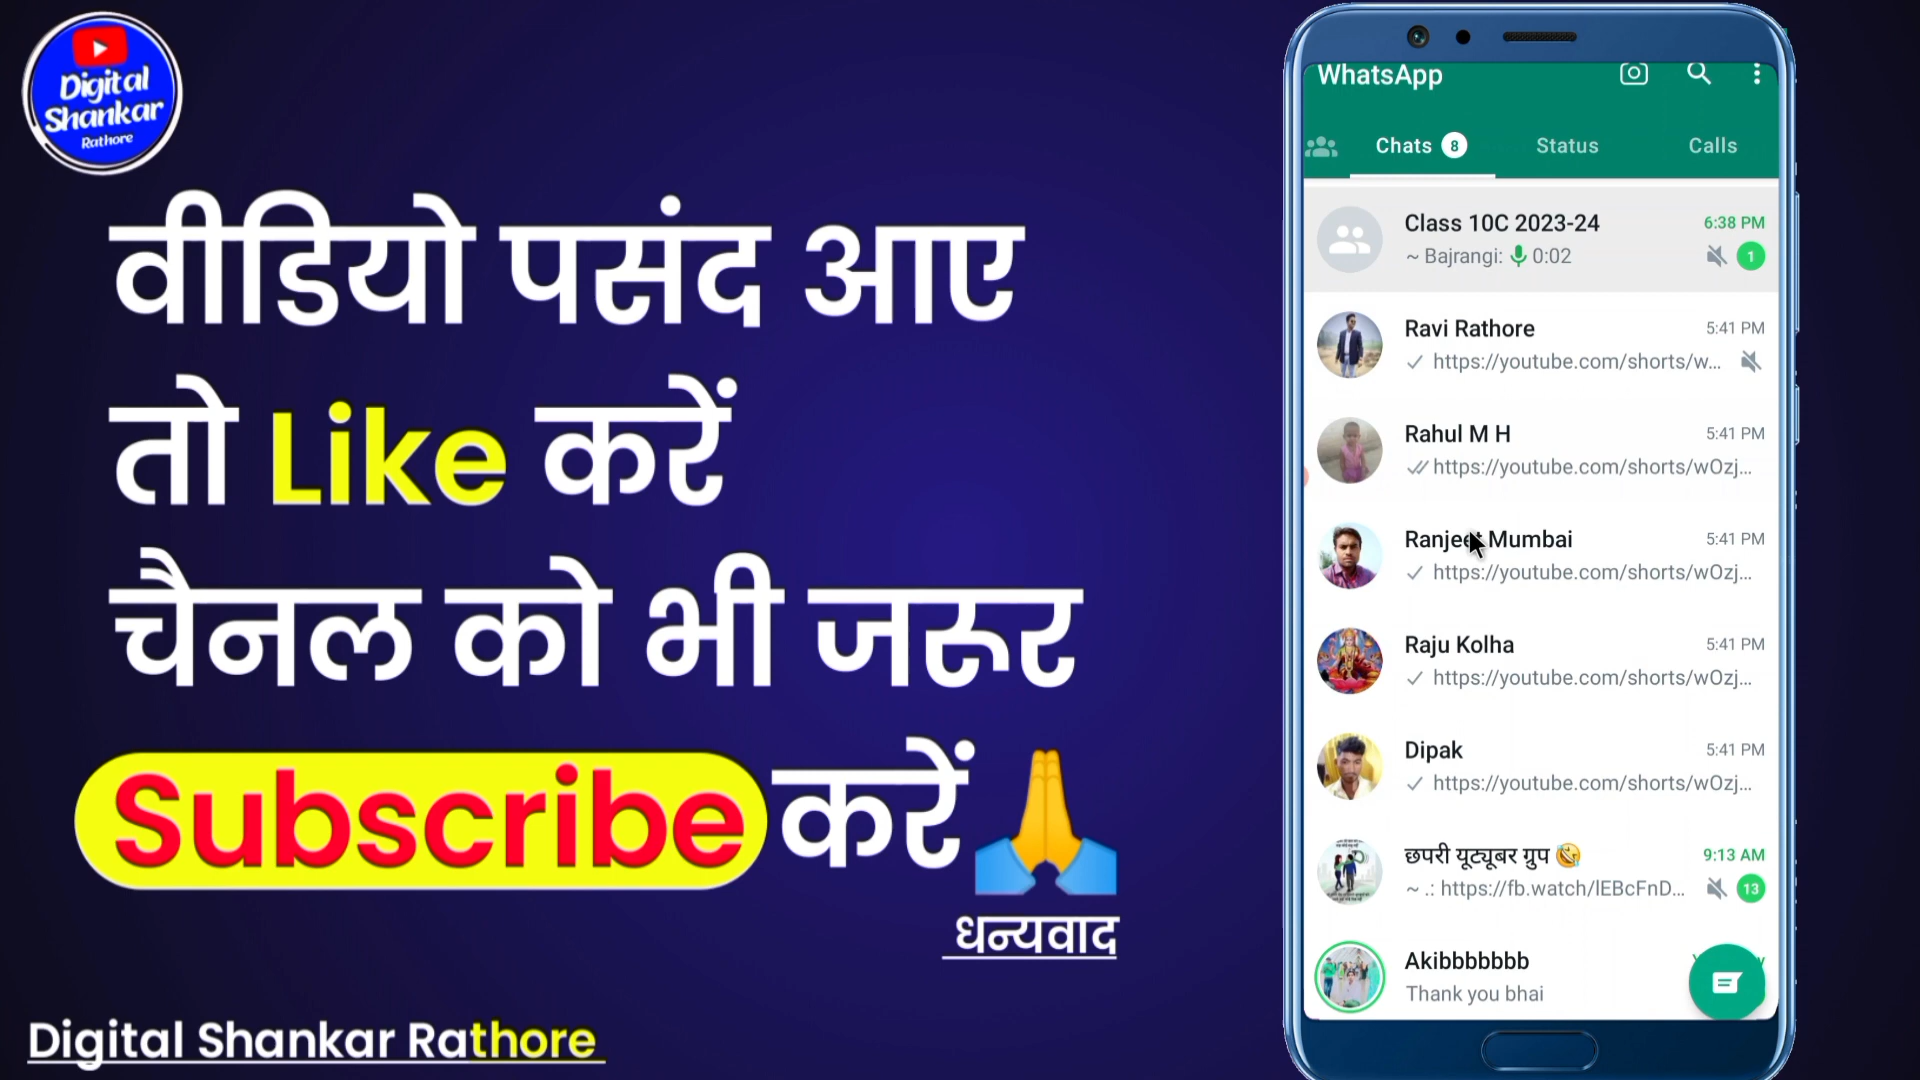 Digital
Shankar
Rathore
वीडियो पसंद आए
तो Like करें
चैनल को भी जरूर
Subscribe करें
धन्यवाद
Digital Shankar Rathore
WhatsApp
Chats 8 Status Calls
Class 10C 2023-24 6:38 PM
~ Bajrangi: 0:02 1
Ravi Rathore 5:41 PM
https://youtube.com/shorts/w...
Rahul M H 5:41 PM
https://youtube.com/shorts/wOzj...
Ranjeet Mumbai 5:41 PM
https://youtube.com/shorts/wOzj...
Raju Kolha 5:41 PM
https://youtube.com/shorts/wOzj...
Dipak 5:41 PM
https://youtube.com/shorts/wOzj...
छपरी यूट्यूबर ग्रुप 🤣 9:13 AM
~ .: https://fb.watch/lEBcFnD... 13
Akibbbbbbb
Thank you bhai